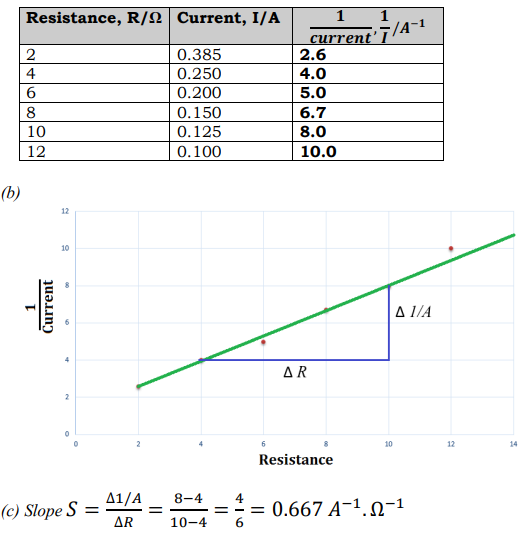 Resistance, R/Ω Current, I/A 1/current, 1/I /A⁻¹
2 0.385 2.6
4 0.250 4.0
6 0.200 5.0
8 0.150 6.7
10 0.125 8.0
12 0.100 10.0
(b)
12
10
8
6
4
2
0
1/Current
Δ I/A
Δ R
0 2 4 6 8 10 12 14
Resistance
(c) Slope S = Δ1/A / ΔR = 8−4 / 10−4 = 4/6 = 0.667 A⁻¹.Ω⁻¹